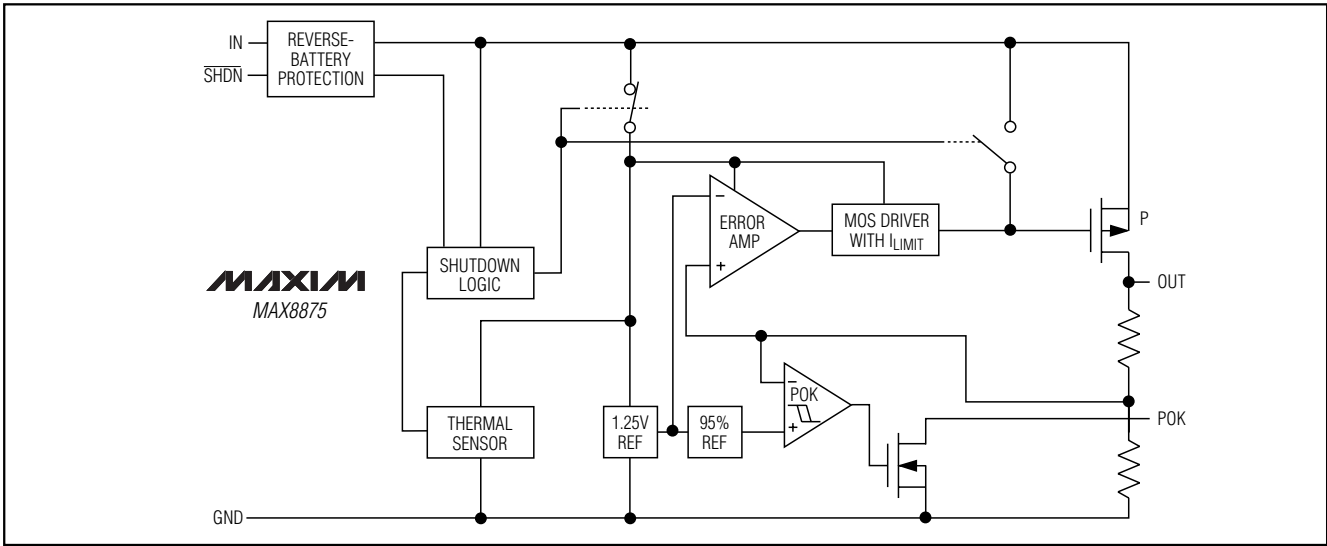 IN
SHDN
REVERSE-
BATTERY
PROTECTION
P
ERROR
AMP
−
+
MOS DRIVER
WITH ILIMIT
OUT
SHUTDOWN
LOGIC
MAXIM
MAX8875
THERMAL
SENSOR
1.25V
REF
95%
REF
POK
−
+
POK
GND